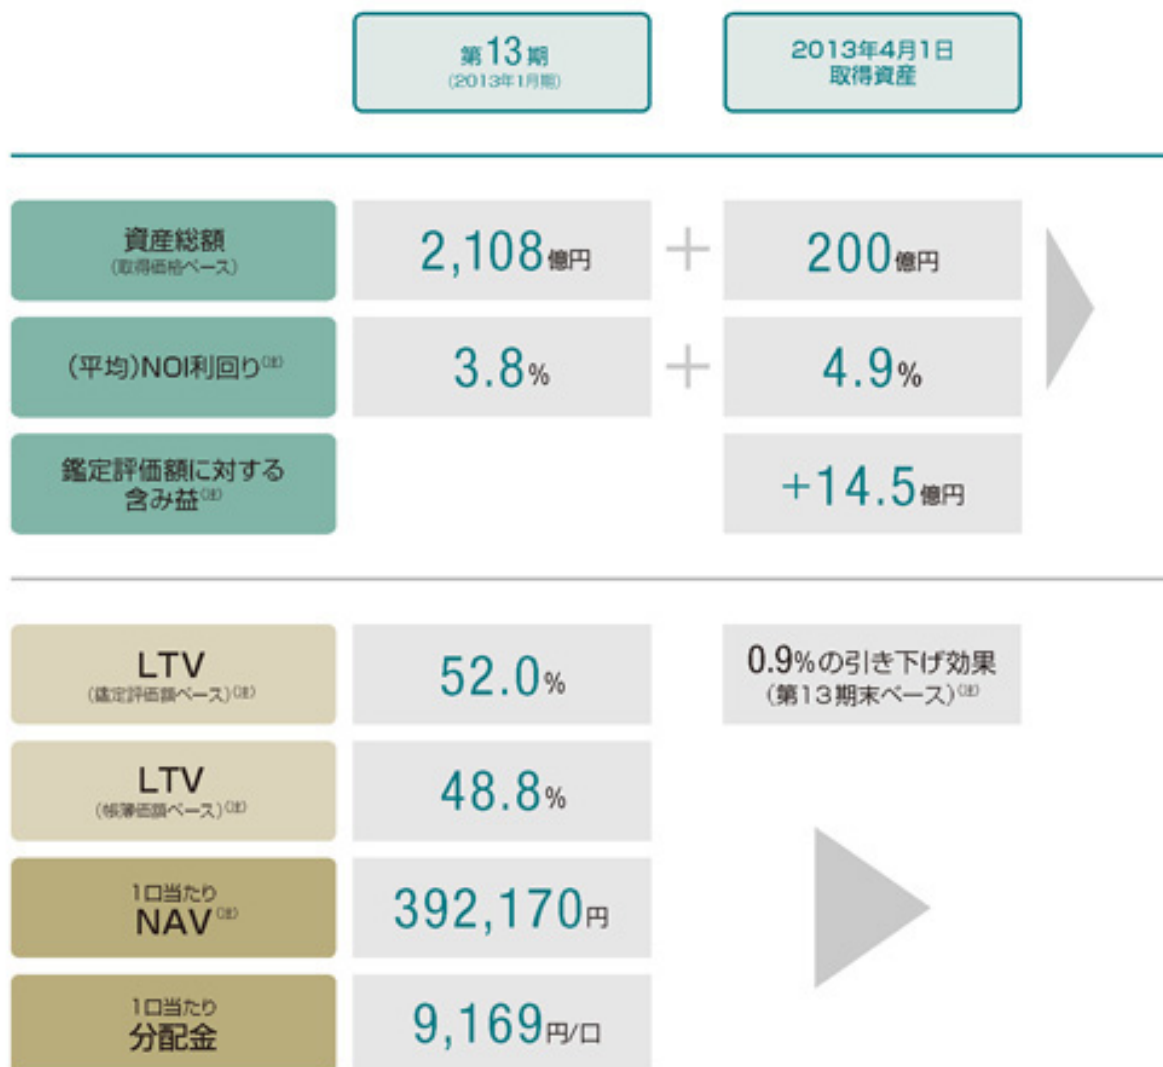 第13期
(2013年1月期)
2013年4月1日
取得資産
資産総額
(取得価格ベース)
2,108億円
+
200億円
(平均)NOI利回り(注)
3.8%
+
4.9%
鑑定評価額に対する
含み益(注)
+14.5億円
LTV
(鑑定評価額ベース)(注)
52.0%
0.9%の引き下げ効果
(第13期末ベース)(注)
LTV
(帳簿価額ベース)(注)
48.8%
1口当たり
NAV(注)
392,170円
1口当たり
分配金
9,169円/口